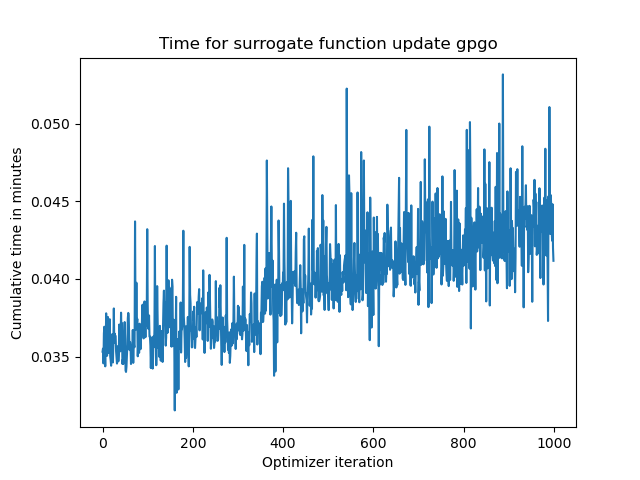 Time for surrogate function update gpgo
Cumulative time in minutes
0.050
0.045
0.040
0.035
0 200 400 600 800 1000
Optimizer iteration